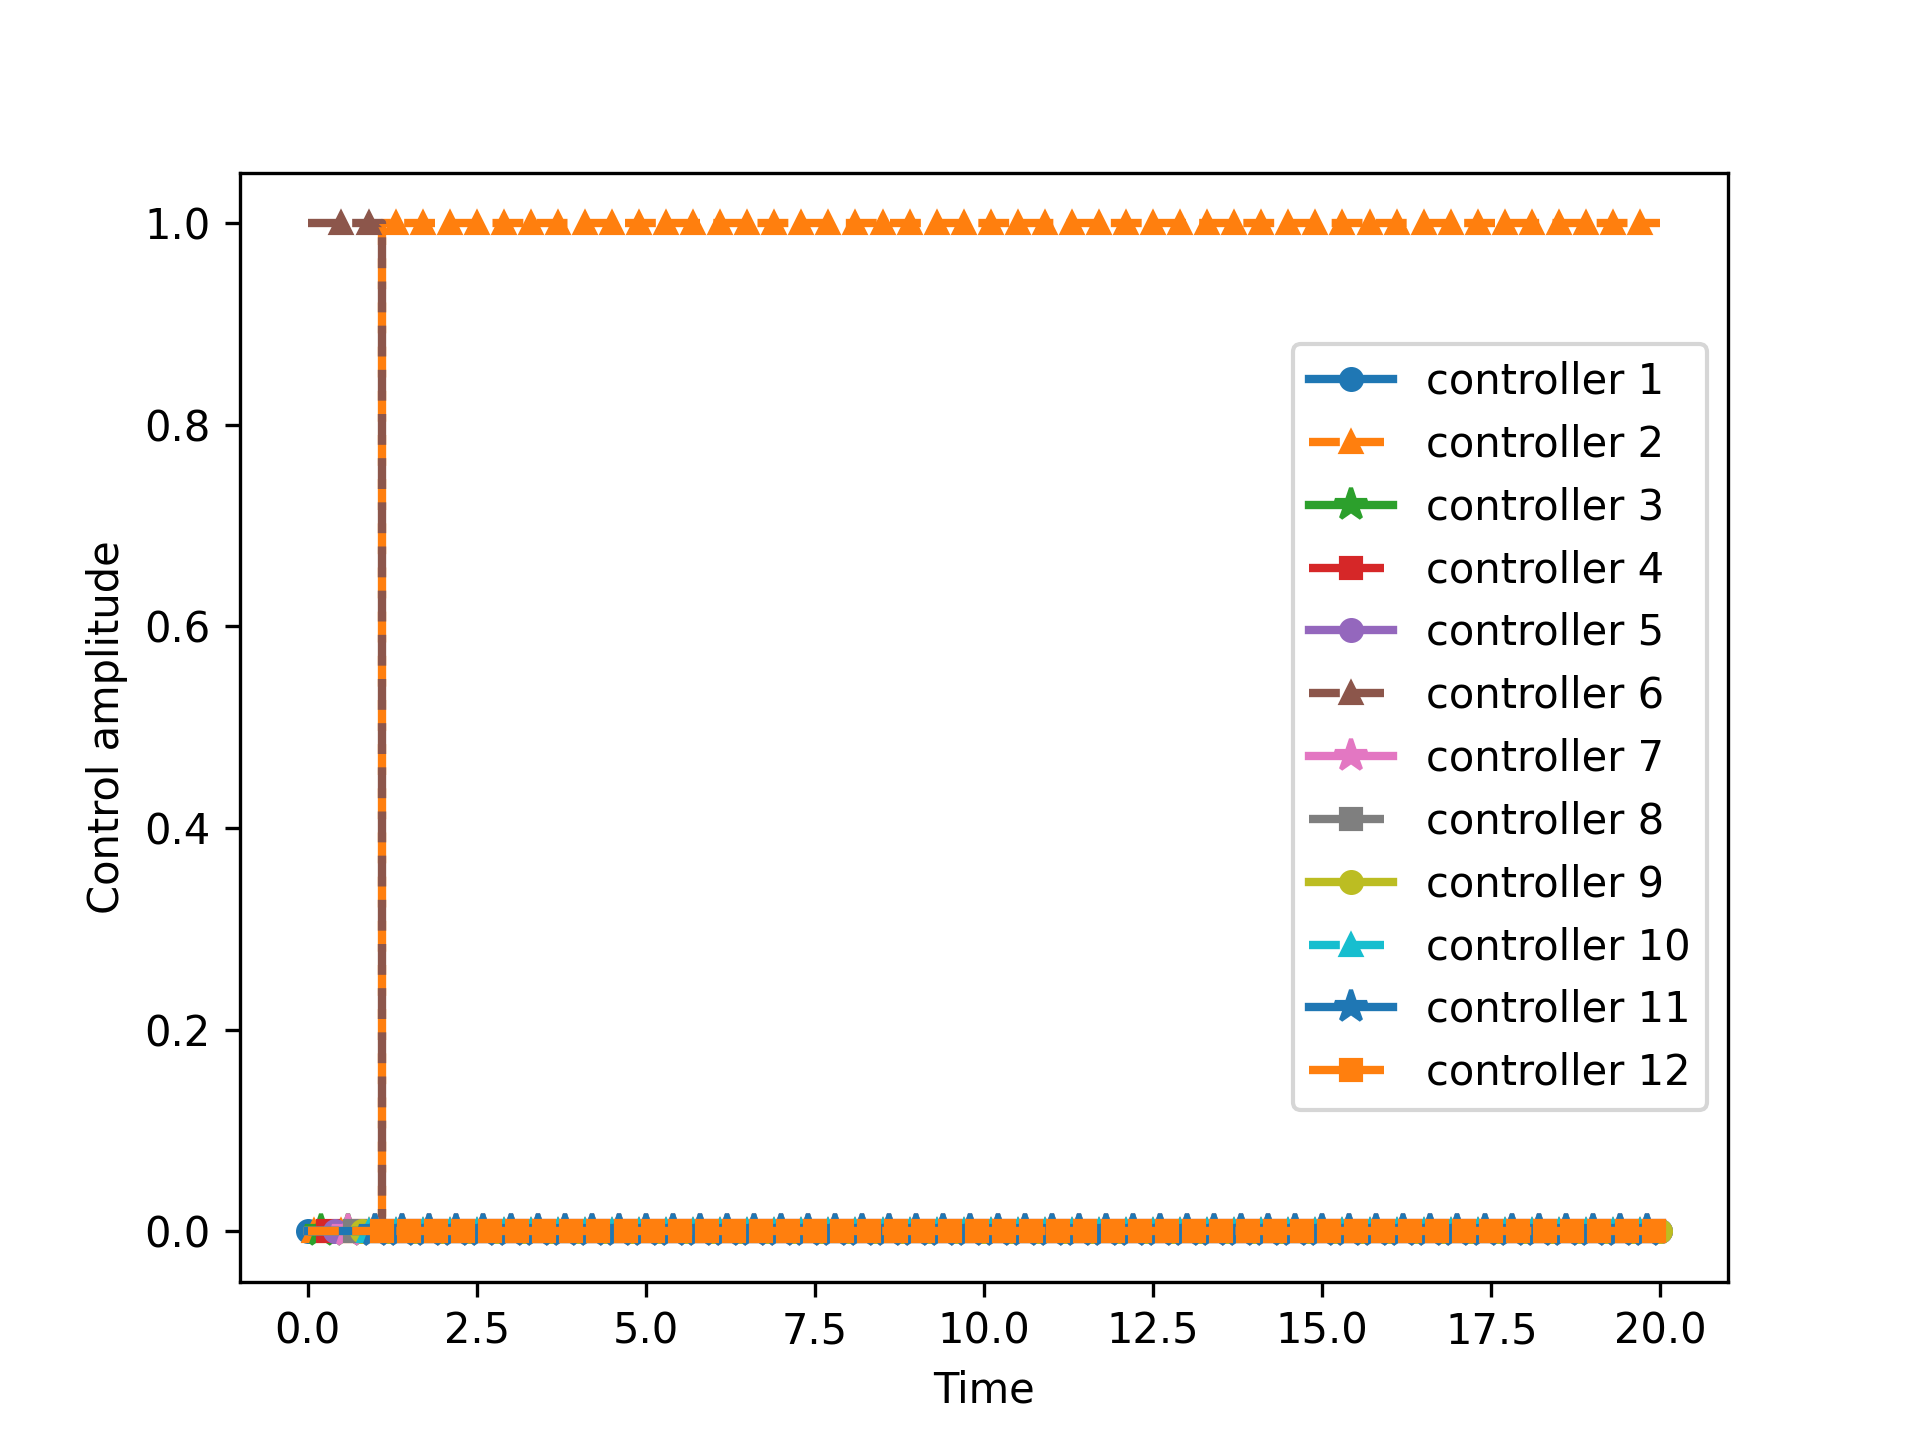 1.0
0.8
0.6
0.4
0.2
0.0
Control amplitude
controller 1
controller 2
controller 3
controller 4
controller 5
controller 6
controller 7
controller 8
controller 9
controller 10
controller 11
controller 12
0.0 2.5 5.0 7.5 10.0 12.5 15.0 17.5 20.0
Time